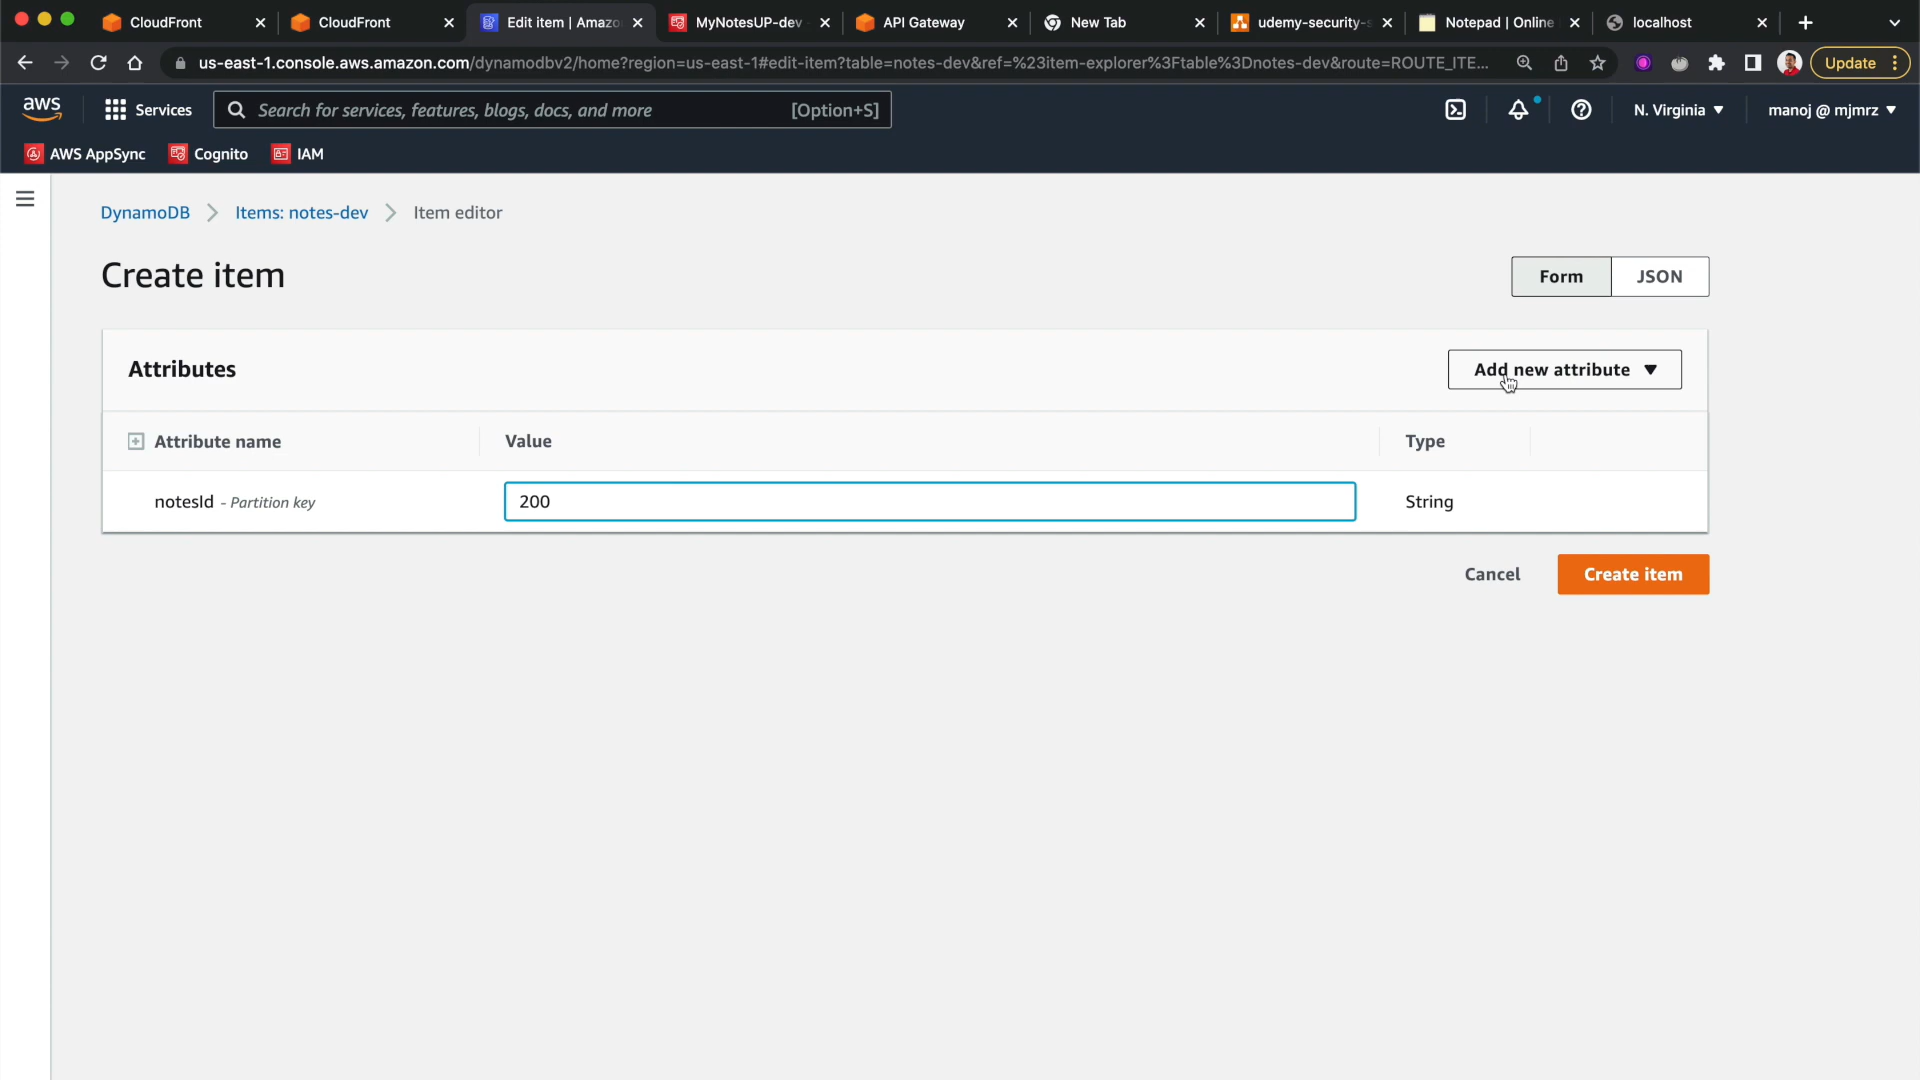 CloudFront
CloudFront
Edit item | Amazo
MyNotesUP-dev -
API Gateway
New Tab
udemy-security-s
Notepad | Online
localhost
us-east-1.console.aws.amazon.com/dynamodbv2/home?region=us-east-1#edit-item?table=notes-dev&ref=%23item-explorer%3Ftable%3Dnotes-dev&route=ROUTE_ITE...
Update
aws
Services
Search for services, features, blogs, docs, and more
[Option+S]
N. Virginia
manoj @ mjmrz
AWS AppSync
Cognito
IAM
DynamoDB
Items: notes-dev
Item editor
Create item
Form
JSON
Attributes
Add new attribute
Attribute name
Value
Type
notesId - Partition key
200
String
Cancel
Create item